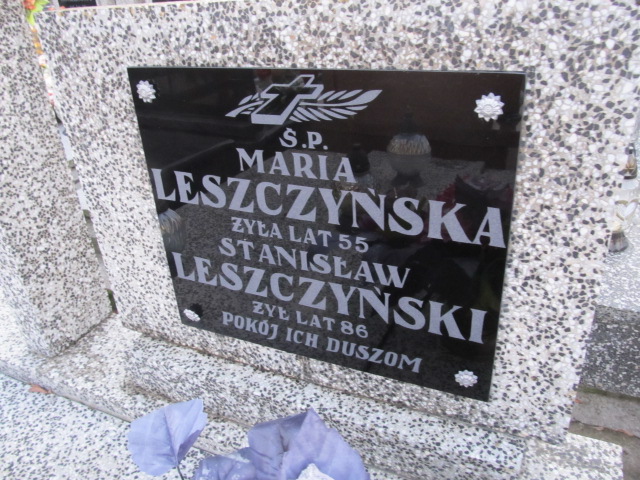 Ś.P.
MARIA
LESZCZYŃSKA
ŻYŁA LAT 55
STANISŁAW
LESZCZYŃSKI
ŻYŁ LAT 86
POKÓJ ICH DUSZOM